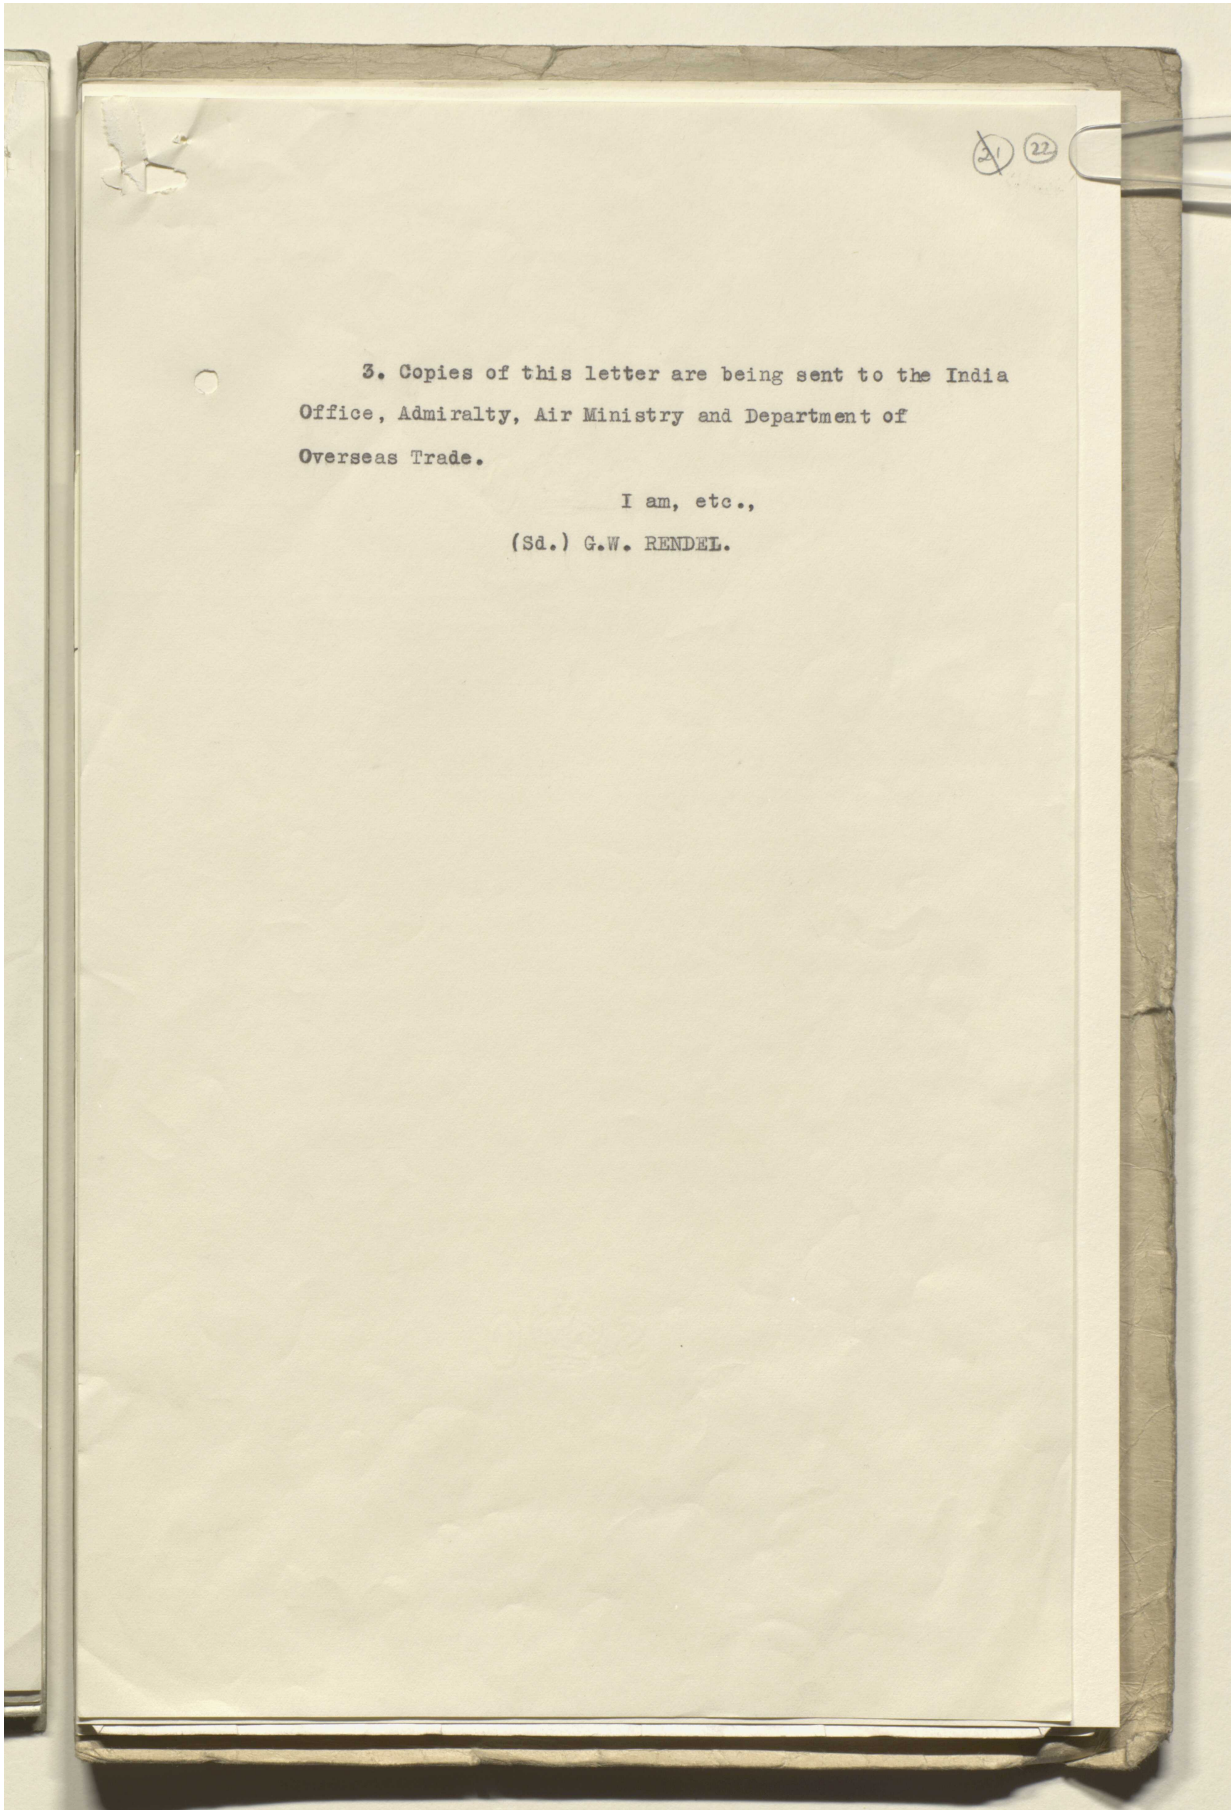 21 22
3. Copies of this letter are being sent to the India
Office, Admiralty, Air Ministry and Department of
Overseas Trade.
I am, etc.,
(Sd.) G.W. RENDEL.